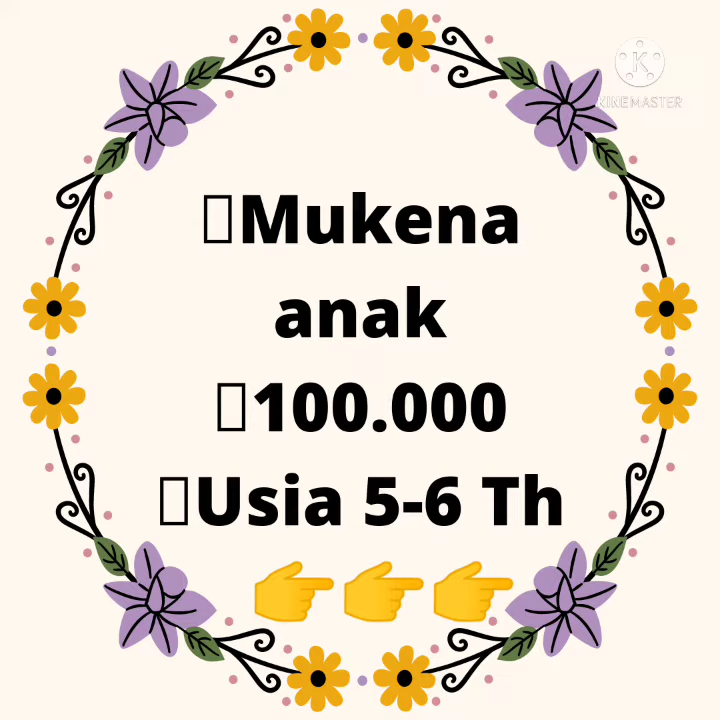 KINEMASTER
▯Mukena
anak
▯100.000
▯Usia 5-6 Th
👉👉👉